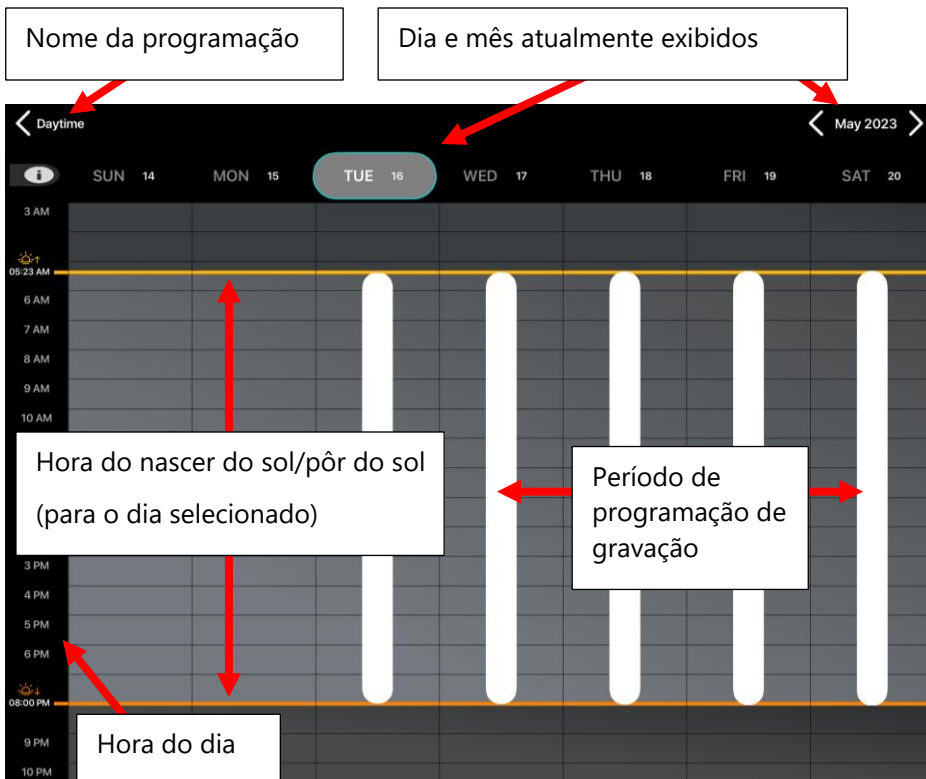 Nome da programação
Dia e mês atualmente exibidos
Daytime
May 2023
i
SUN 14
MON 15
TUE 16
WED 17
THU 18
FRI 19
SAT 20
3 AM
05:23 AM
6 AM
7 AM
8 AM
9 AM
10 AM
Hora do nascer do sol/pôr do sol
(para o dia selecionado)
Período de
programação de
gravação
3 PM
4 PM
5 PM
6 PM
08:00 PM
Hora do dia
9 PM
10 PM